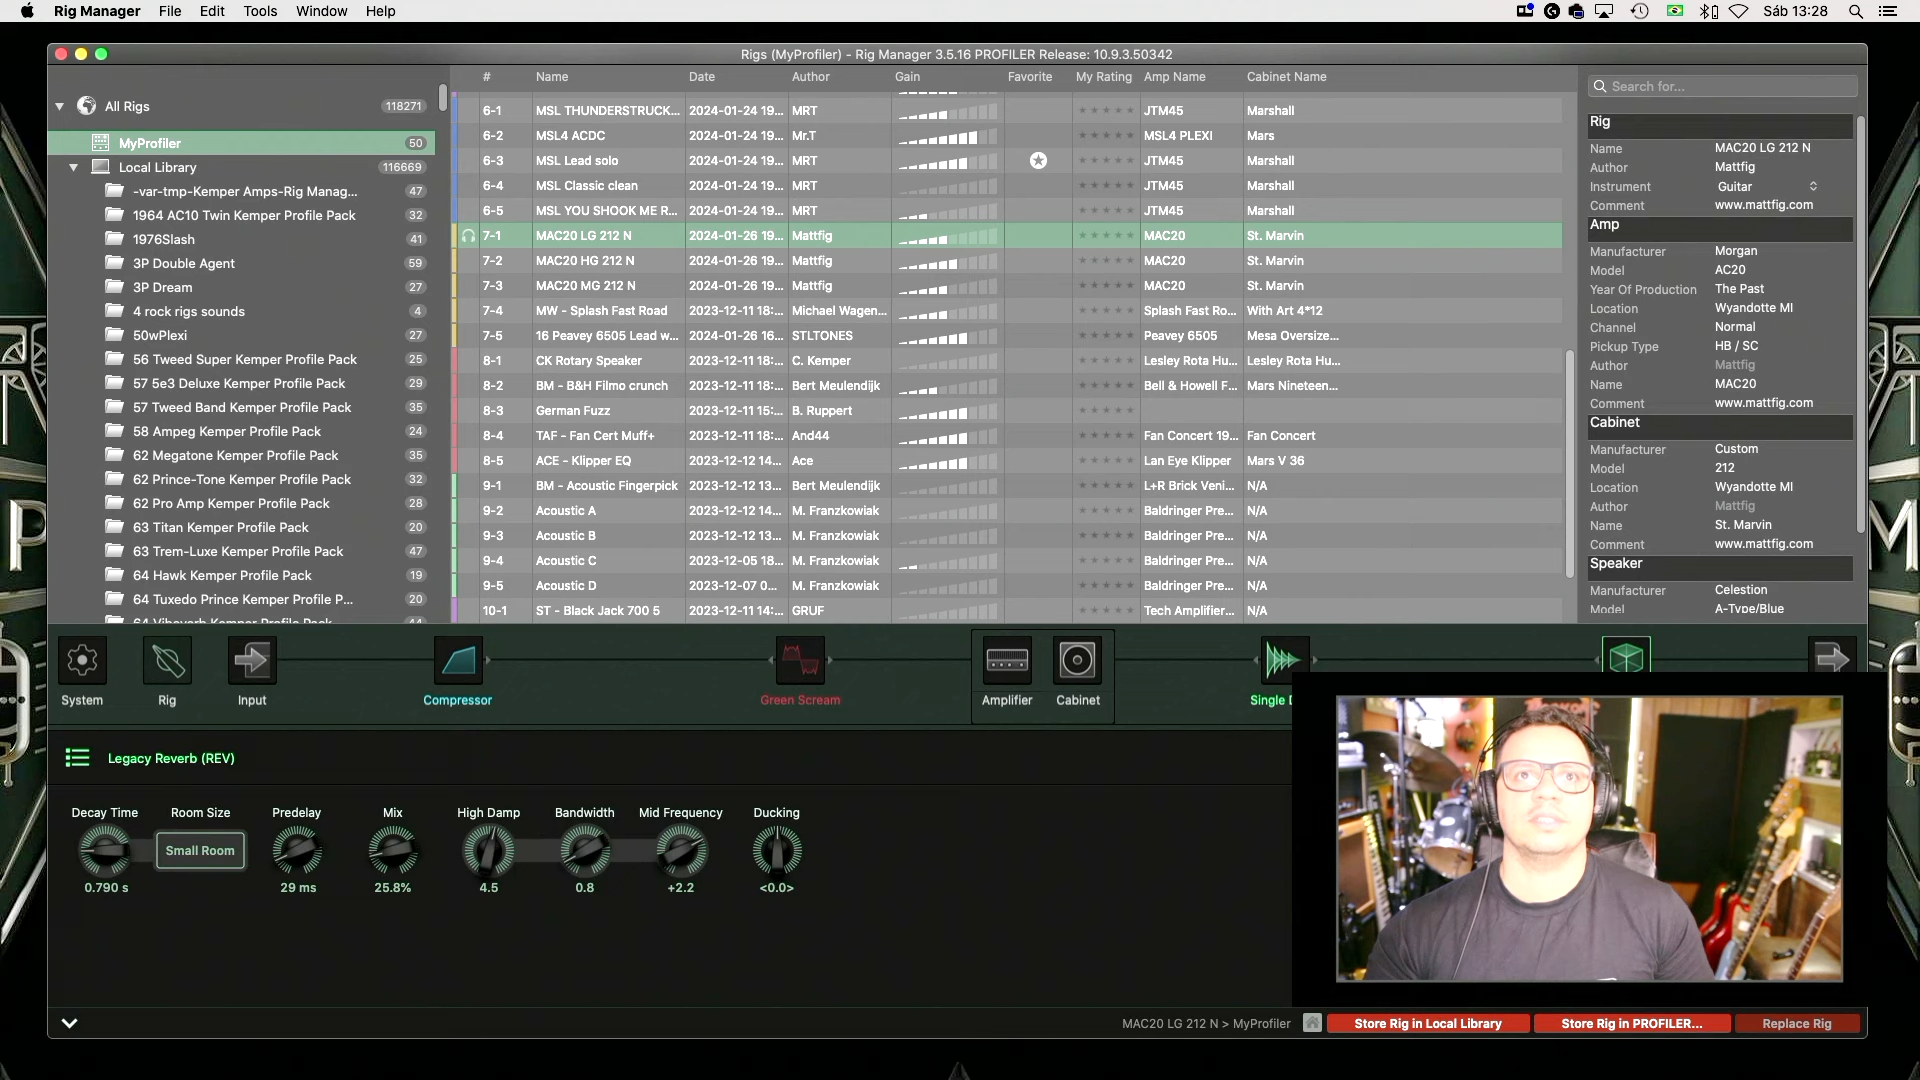 Rig Manager File Edit Tools Window Help Sáb 13:28
Rigs (MyProfiler) - Rig Manager 3.5.16 PROFILER Release: 10.9.3.50342
# Name Date Author Gain Favorite My Rating Amp Name Cabinet Name
All Rigs 118271
MyProfiler 50
Local Library 116669
-var-tmp-Kemper Amps-Rig Manag... 47
1964 AC10 Twin Kemper Profile Pack 32
1976Slash 41
3P Double Agent 59
3P Dream 27
4 rock rigs sounds 4
50wPlexi 27
56 Tweed Super Kemper Profile Pack 25
57 5e3 Deluxe Kemper Profile Pack 29
57 Tweed Band Kemper Profile Pack 35
58 Ampeg Kemper Profile Pack 24
62 Megatone Kemper Profile Pack 35
62 Prince-Tone Kemper Profile Pack 32
62 Pro Amp Kemper Profile Pack 28
63 Titan Kemper Profile Pack 20
63 Trem-Luxe Kemper Profile Pack 47
64 Hawk Kemper Profile Pack 19
64 Tuxedo Prince Kemper Profile P... 20
64 Vibroverb Kemper Profile Pack 44
6-1 MSL THUNDERSTRUCK... 2024-01-24 19... MRT JTM45 Marshall
6-2 MSL4 ACDC 2024-01-24 19... Mr.T MSL4 PLEXI Mars
6-3 MSL Lead solo 2024-01-24 19... MRT JTM45 Marshall
6-4 MSL Classic clean 2024-01-24 19... MRT JTM45 Marshall
6-5 MSL YOU SHOOK ME R... 2024-01-24 19... MRT JTM45 Marshall
7-1 MAC20 LG 212 N 2024-01-26 19... Mattfig MAC20 St. Marvin
7-2 MAC20 HG 212 N 2024-01-26 19... Mattfig MAC20 St. Marvin
7-3 MAC20 MG 212 N 2024-01-26 19... Mattfig MAC20 St. Marvin
7-4 MW - Splash Fast Road 2023-12-11 18:... Michael Wagen... Splash Fast Ro... With Art 4*12
7-5 16 Peavey 6505 Lead w... 2024-01-26 16... STLTONES Peavey 6505 Mesa Oversize...
8-1 CK Rotary Speaker 2023-12-11 18:... C. Kemper Lesley Rota Hu... Lesley Rota Hu...
8-2 BM - B&H Filmo crunch 2023-12-11 18:... Bert Meulendijk Bell & Howell F... Mars Nineteen...
8-3 German Fuzz 2023-12-11 15:... B. Ruppert
8-4 TAF - Fan Cert Muff+ 2023-12-11 18:... And44 Fan Concert 19... Fan Concert
8-5 ACE - Klipper EQ 2023-12-12 14... Ace Lan Eye Klipper Mars V 36
9-1 BM - Acoustic Fingerpick 2023-12-12 13... Bert Meulendijk L+R Brick Veni... N/A
9-2 Acoustic A 2023-12-12 14... M. Franzkowiak Baldringer Pre... N/A
9-3 Acoustic B 2023-12-12 13... M. Franzkowiak Baldringer Pre... N/A
9-4 Acoustic C 2023-12-05 18... M. Franzkowiak Baldringer Pre... N/A
9-5 Acoustic D 2023-12-07 0... M. Franzkowiak Baldringer Pre... N/A
10-1 ST - Black Jack 700 5 2023-12-11 14:... GRUF Tech Amplifier... N/A
Search for...
Rig
Name MAC20 LG 212 N
Author Mattfig
Instrument Guitar
Comment www.mattfig.com
Amp
Manufacturer Morgan
Model AC20
Year Of Production The Past
Location Wyandotte MI
Channel Normal
Pickup Type HB / SC
Author Mattfig
Name MAC20
Comment www.mattfig.com
Cabinet
Manufacturer Custom
Model 212
Location Wyandotte MI
Author Mattfig
Name St. Marvin
Comment www.mattfig.com
Speaker
Manufacturer Celestion
Model A-Type/Blue
System Rig Input Compressor Green Scream Amplifier Cabinet Single D
Legacy Reverb (REV)
Decay Time Room Size Predelay Mix High Damp Bandwidth Mid Frequency Ducking
Small Room
0.790 s 29 ms 25.8% 4.5 0.8 +2.2 <0.0>
MAC20 LG 212 N > MyProfiler Store Rig in Local Library Store Rig in PROFILER... Replace Rig